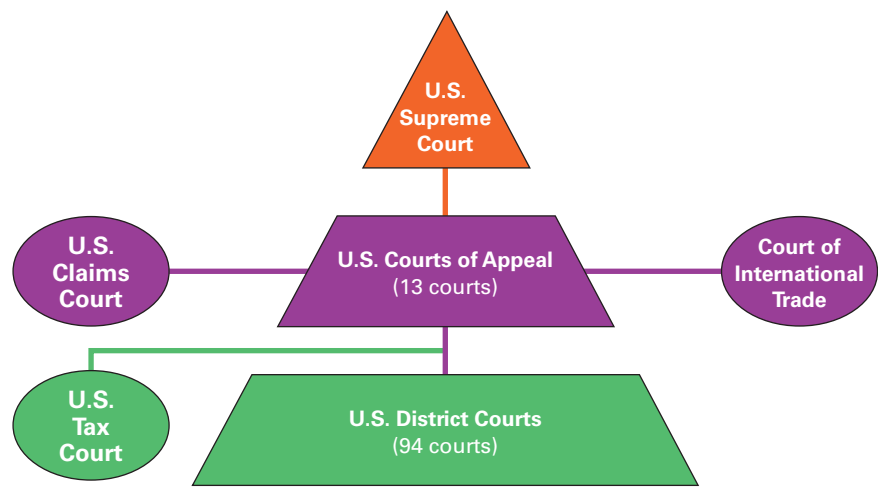 U.S.
Supreme
Court
U.S.
Claims
Court
U.S. Courts of Appeal
(13 courts)
Court of
International
Trade
U.S.
Tax
Court
U.S. District Courts
(94 courts)